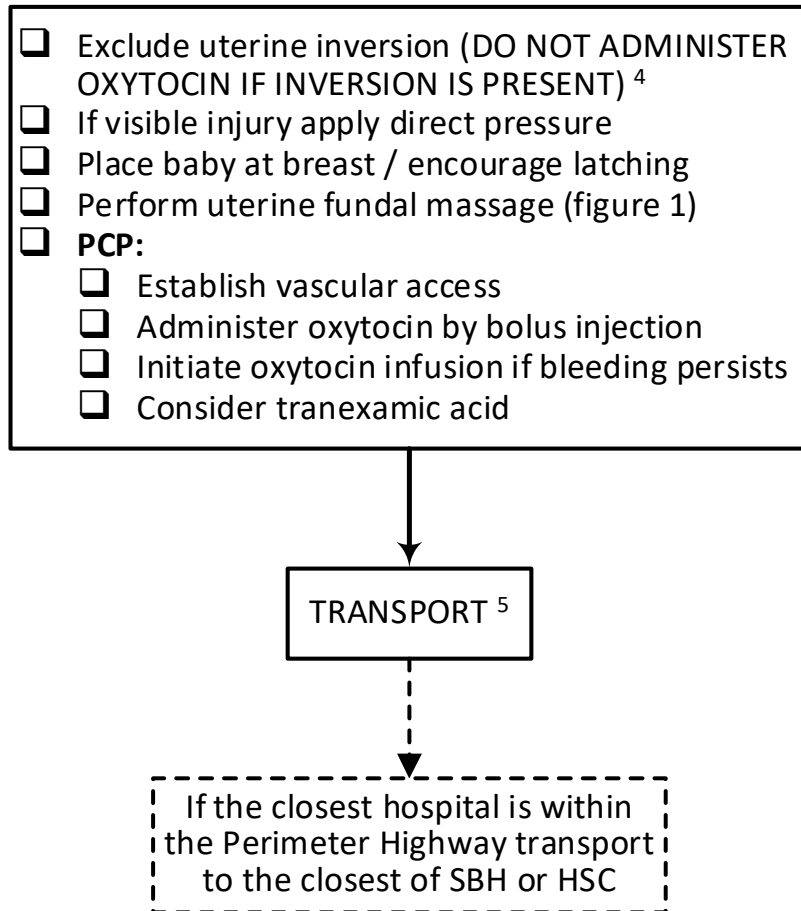 ❑ Exclude uterine inversion (DO NOT ADMINISTER
OXYTOCIN IF INVERSION IS PRESENT) ⁴
❑ If visible injury apply direct pressure
❑ Place baby at breast / encourage latching
❑ Perform uterine fundal massage (figure 1)
❑ PCP:
❑ Establish vascular access
❑ Administer oxytocin by bolus injection
❑ Initiate oxytocin infusion if bleeding persists
❑ Consider tranexamic acid
TRANSPORT ⁵
If the closest hospital is within
the Perimeter Highway transport
to the closest of SBH or HSC